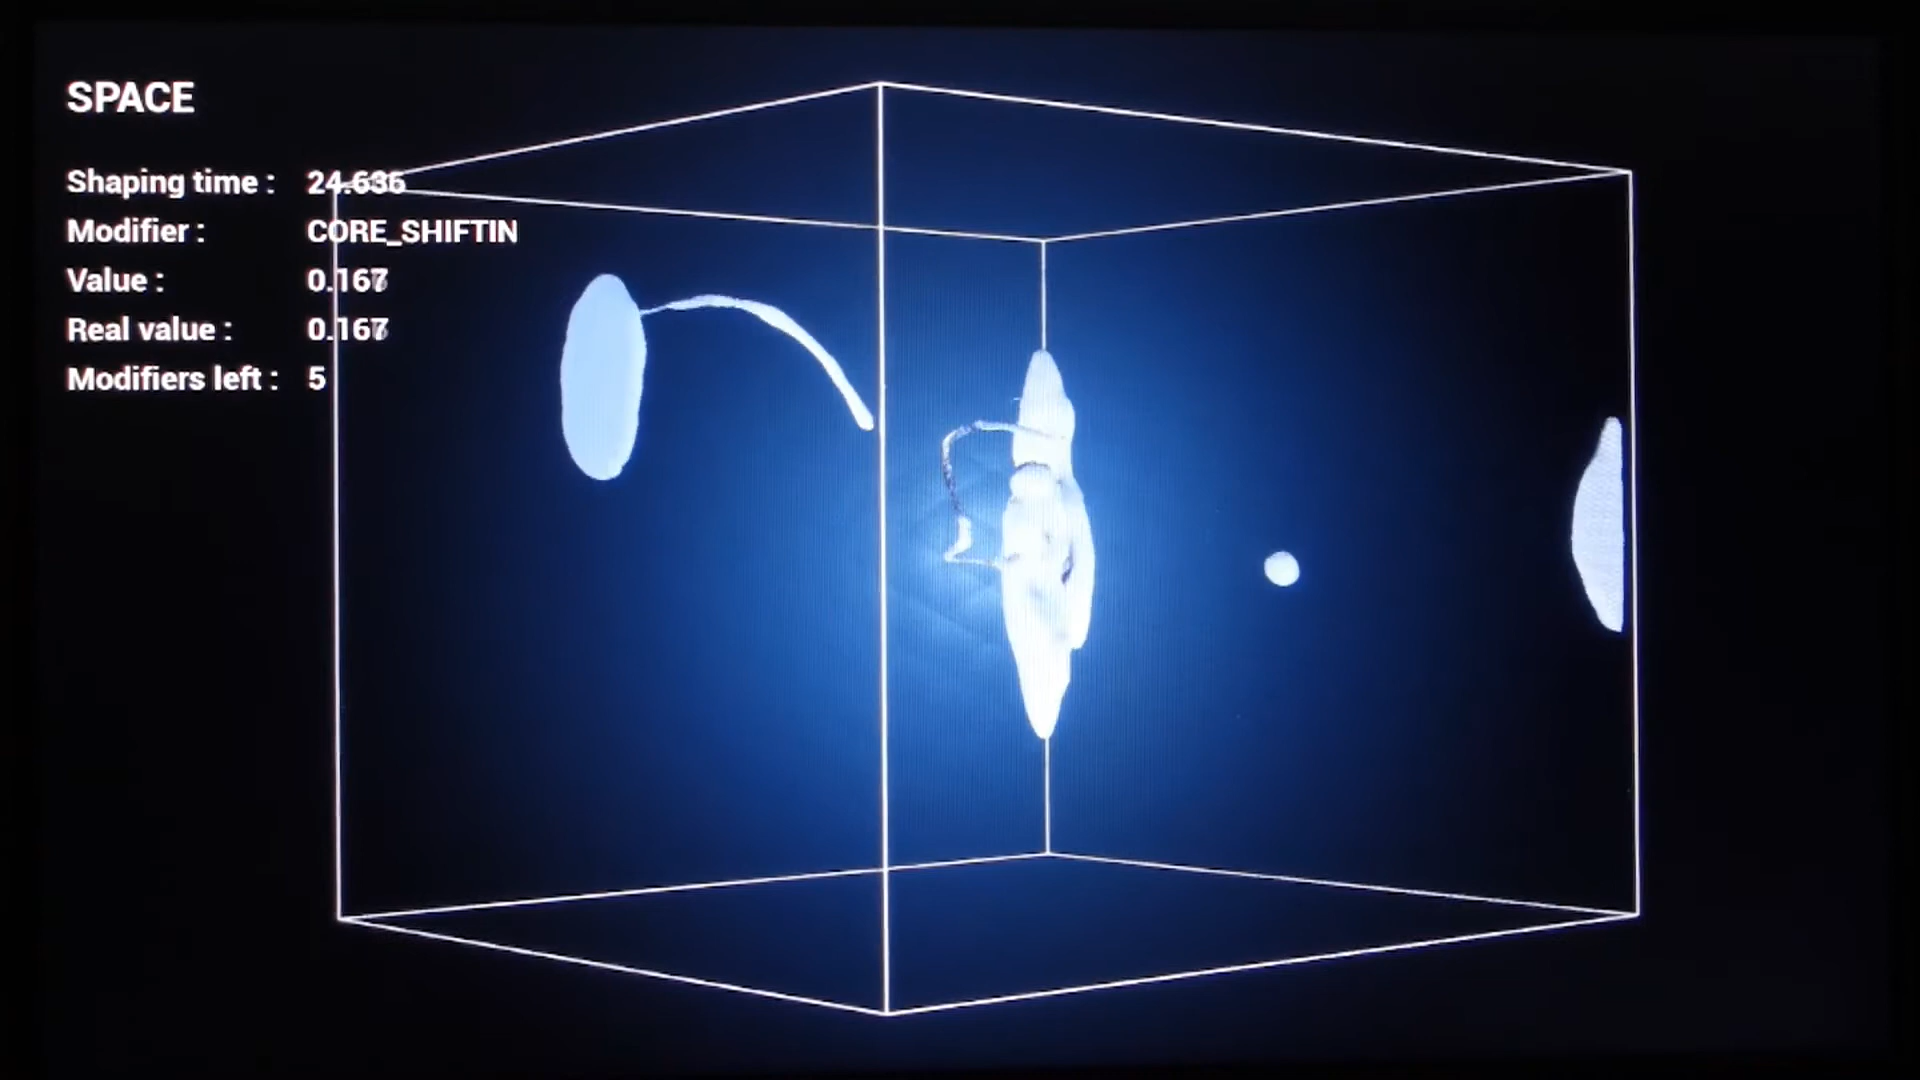 SPACE
Shaping time : 24.636
Modifier : CORE_SHIFTIN
Value : 0.167
Real value : 0.167
Modifiers left : 5